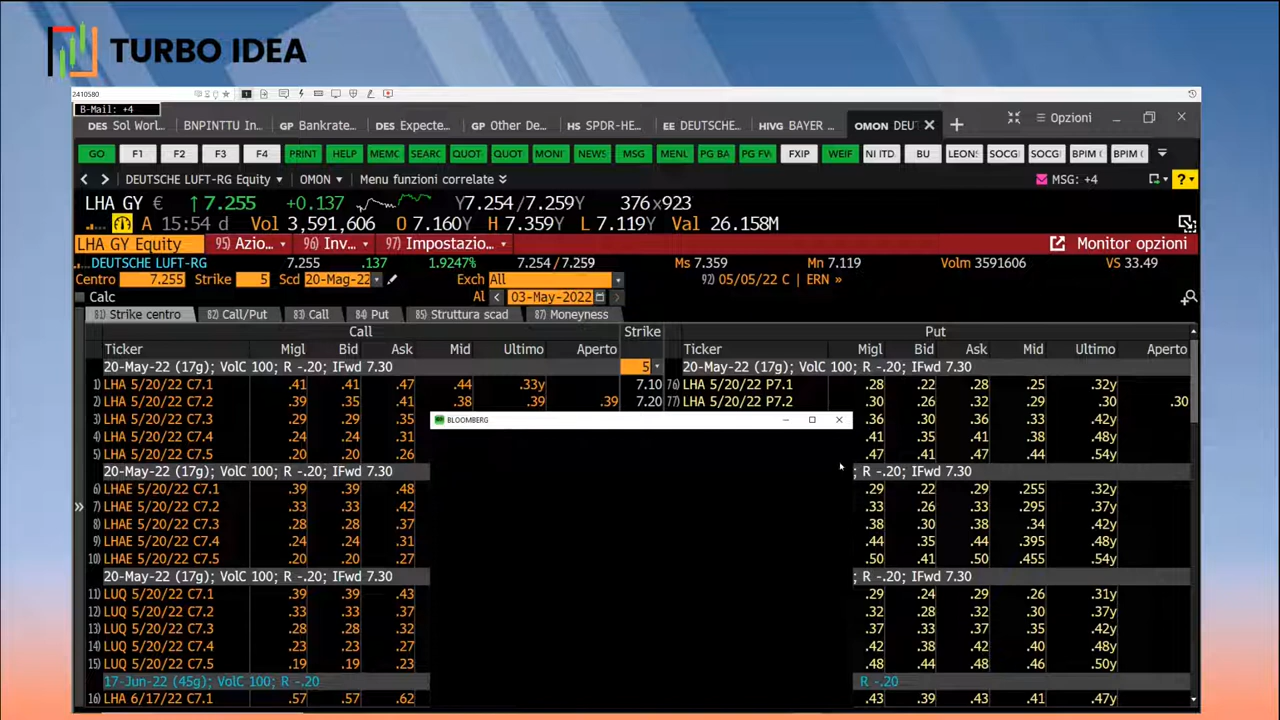 TURBO IDEA
2410580
B-Mail: +4
DES Sol Worl… BNPINTTU In… GP Bankrate… DES Expecte… GP Other De… HS SPDR-HE… EE DEUTSCHE… HIVG BAYER … OMON DEUT Opzioni
GO F1 F2 F3 F4 PRINT HELP MEMC SEARC QUOT QUOT MONI NEWS MSG MENU PG BA PG FW FXIP WEIF NI ITD BU LEONS SOCGI SOCGI BPIM ( BPIM (
DEUTSCHE LUFT-RG Equity OMON Menu funzioni correlate MSG: +4 ?
LHA GY € ↑ 7.255 +0.137 Y7.254/7.259Y 376x923
A 15:54 d Vol 3,591,606 O 7.160Y H 7.359Y L 7.119Y Val 26.158M
LHA GY Equity 95) Azio… 96) Inv… 97) Impostazio… Monitor opzioni
DEUTSCHE LUFT-RG 7.255 .137 1.9247% 7.254 / 7.259 Ms 7.359 Mn 7.119 Volm 3591606 VS 33.49
Centro 7.255 Strike 5 Scd 20-Mag-22 Exch All 92) 05/05/22 C | ERN »
Calc Al < 03-May-2022 >
81) Strike centro 82) Call/Put 83) Call 84) Put 85) Struttura scad 87) Moneyness
Call Strike Put
Ticker Migl Bid Ask Mid Ultimo Aperto Ticker Migl Bid Ask Mid Ultimo Aperto
20-May-22 (17g); VolC 100; R -.20; IFwd 7.30 5 20-May-22 (17g); VolC 100; R -.20; IFwd 7.30
1) LHA 5/20/22 C7.1 .41 .41 .47 .44 .33y 7.10 76) LHA 5/20/22 P7.1 .28 .22 .28 .25 .32y
2) LHA 5/20/22 C7.2 .39 .35 .41 .38 .39 .39 7.20 77) LHA 5/20/22 P7.2 .30 .26 .32 .29 .30 .30
3) LHA 5/20/22 C7.3 .29 .29 .35 BLOOMBERG .36 .30 .36 .33 .42y
4) LHA 5/20/22 C7.4 .24 .24 .31 .41 .35 .41 .38 .48y
5) LHA 5/20/22 C7.5 .20 .20 .26 .47 .41 .47 .44 .54y
20-May-22 (17g); VolC 100; R -.20; IFwd 7.30 ; R -.20; IFwd 7.30
6) LHAE 5/20/22 C7.1 .39 .39 .48 .29 .22 .29 .255 .32y
7) LHAE 5/20/22 C7.2 .33 .33 .42 .33 .26 .33 .295 .37y
8) LHAE 5/20/22 C7.3 .28 .28 .37 .38 .30 .38 .34 .42y
9) LHAE 5/20/22 C7.4 .24 .24 .31 .44 .35 .44 .395 .48y
10) LHAE 5/20/22 C7.5 .20 .20 .27 .50 .41 .50 .455 .54y
20-May-22 (17g); VolC 100; R -.20; IFwd 7.30 ; R -.20; IFwd 7.30
11) LUQ 5/20/22 C7.1 .39 .39 .43 .29 .24 .29 .26 .31y
12) LUQ 5/20/22 C7.2 .33 .33 .37 .32 .28 .32 .30 .37y
13) LUQ 5/20/22 C7.3 .28 .28 .32 .37 .33 .37 .35 .42y
14) LUQ 5/20/22 C7.4 .23 .23 .27 .42 .38 .42 .40 .48y
15) LUQ 5/20/22 C7.5 .19 .19 .23 .48 .44 .48 .46 .50y
17-Jun-22 (45g); VolC 100; R -.20 R -.20
16) LHA 6/17/22 C7.1 .57 .57 .62 .43 .39 .43 .41 .47y